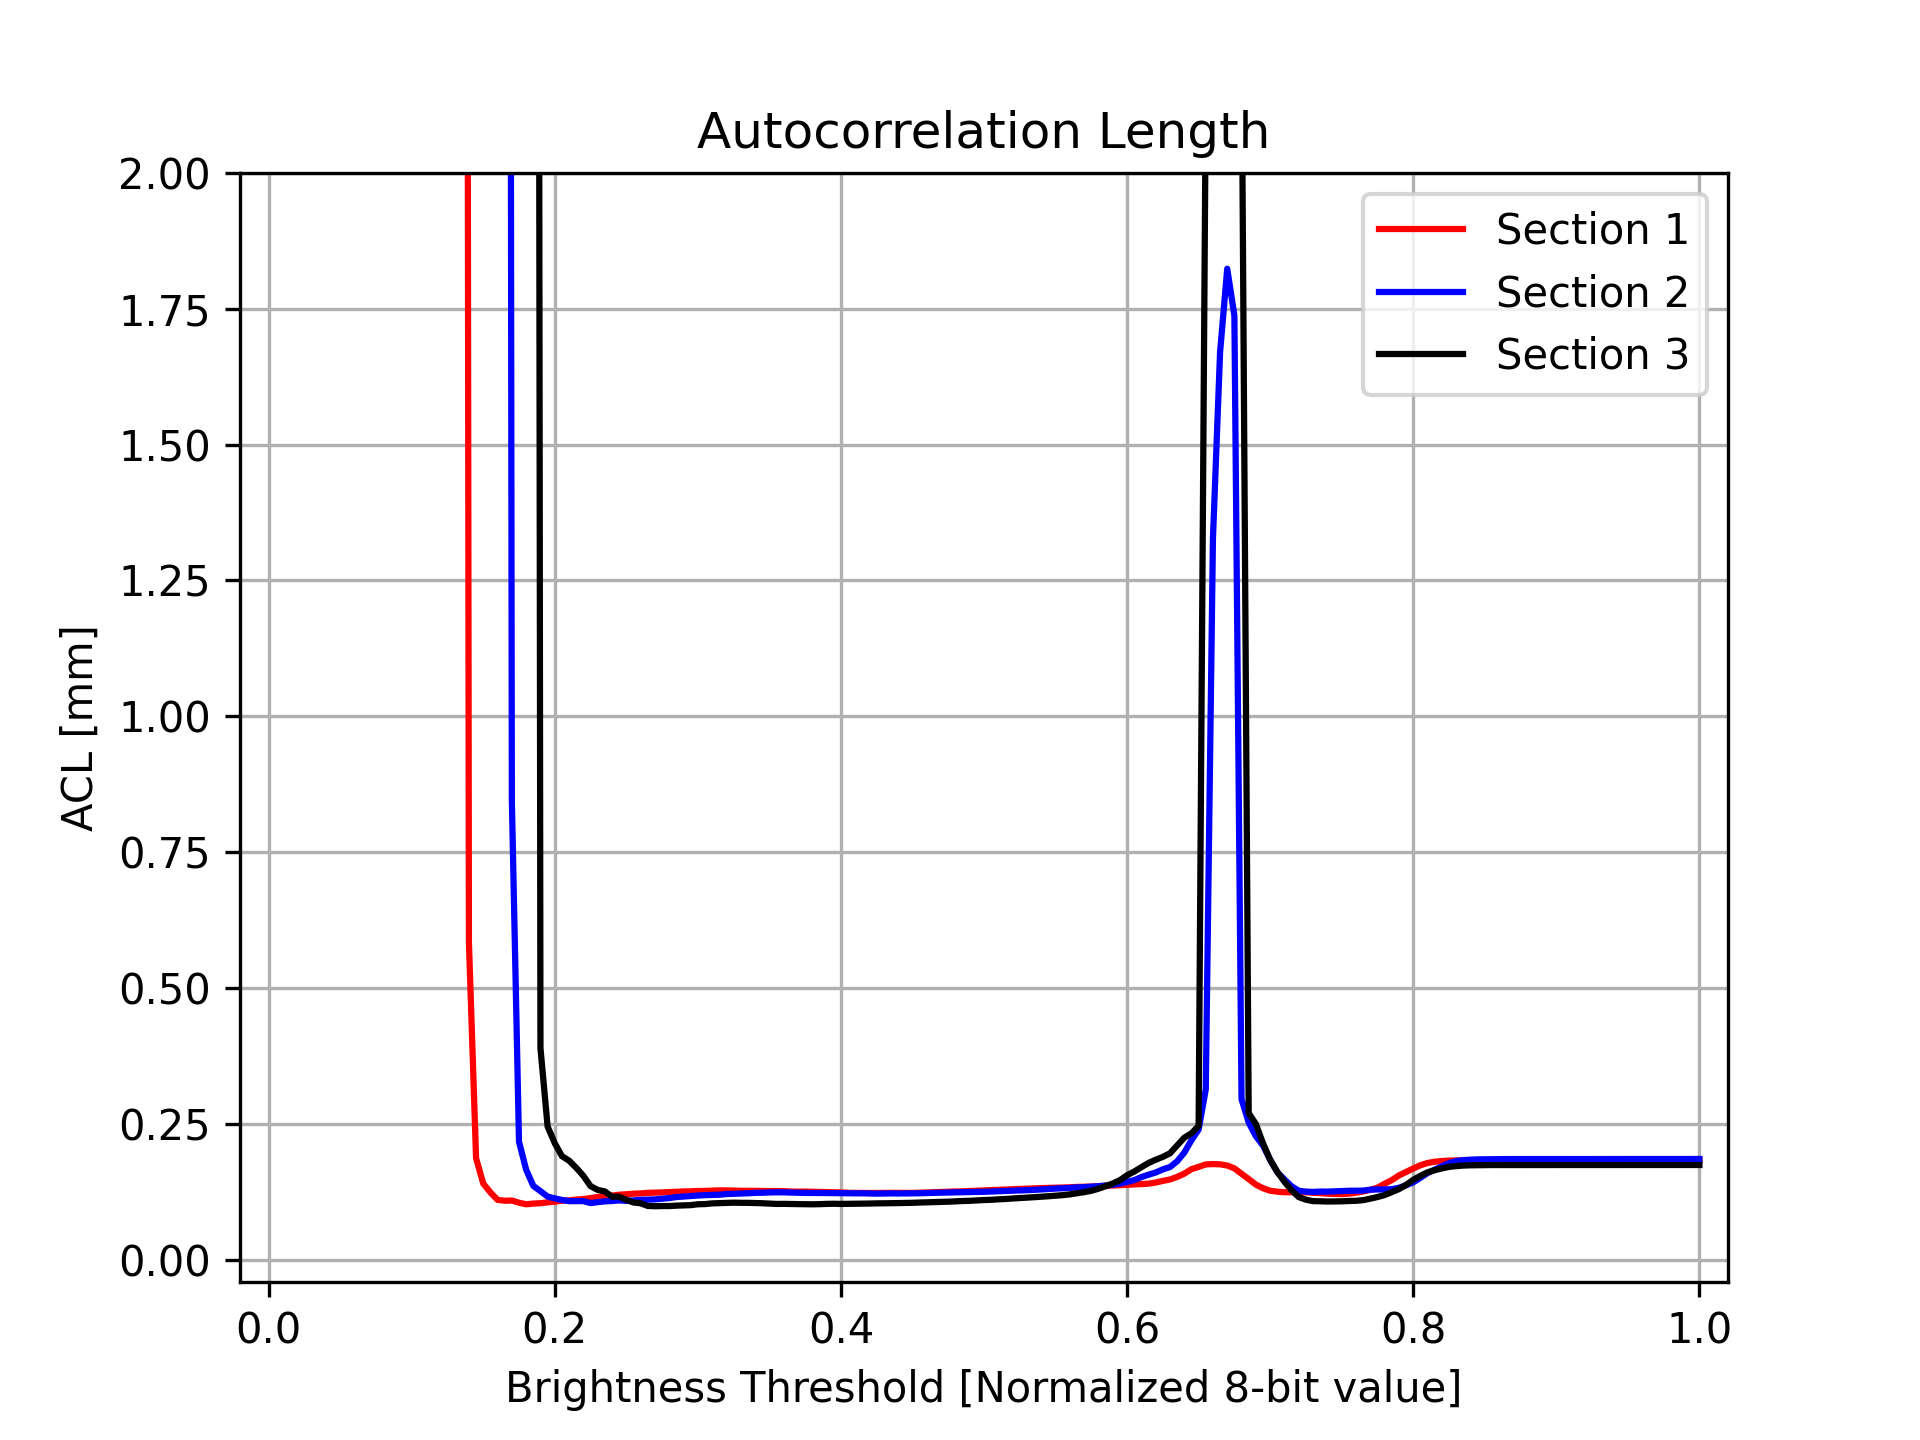 Autocorrelation Length
2.00
1.75
1.50
1.25
1.00
0.75
0.50
0.25
0.00
ACL [mm]
Section 1
Section 2
Section 3
0.0 0.2 0.4 0.6 0.8 1.0
Brightness Threshold [Normalized 8-bit value]